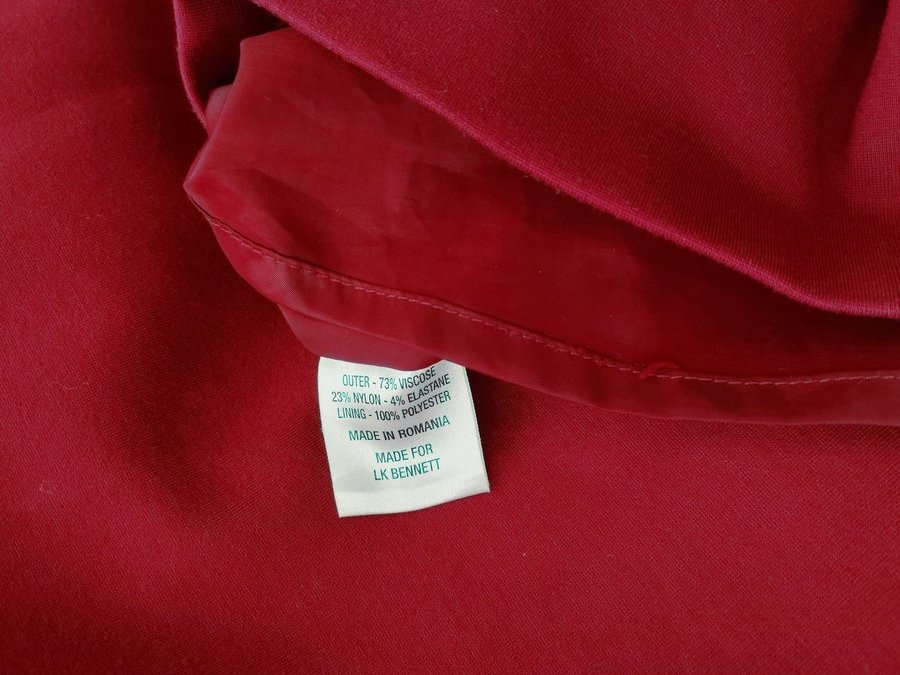 OUTER - 73% VISCOSE
23% NYLON - 4% ELASTANE
LINING - 100% POLYESTER
MADE IN ROMANIA
MADE FOR
LK BENNETT